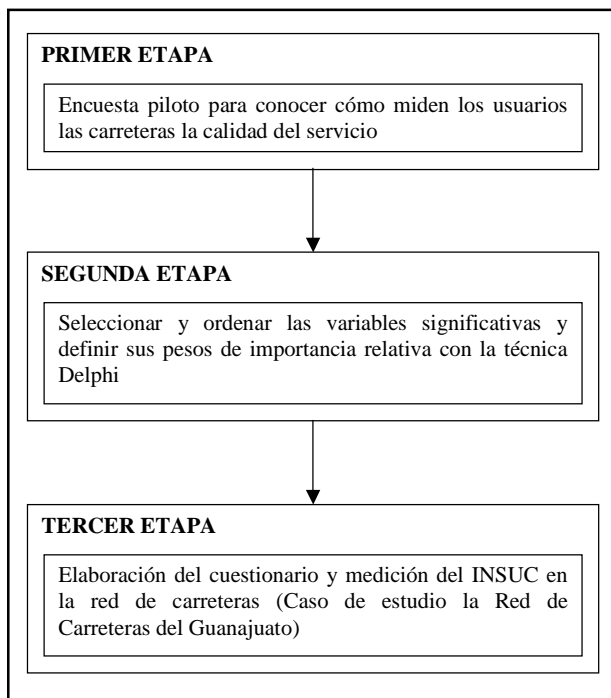 PRIMER ETAPA
Encuesta piloto para conocer cómo miden los usuarios
las carreteras la calidad del servicio
SEGUNDA ETAPA
Seleccionar y ordenar las variables significativas y
definir sus pesos de importancia relativa con la técnica
Delphi
TERCER ETAPA
Elaboración del cuestionario y medición del INSUC en
la red de carreteras (Caso de estudio la Red de
Carreteras del Guanajuato)